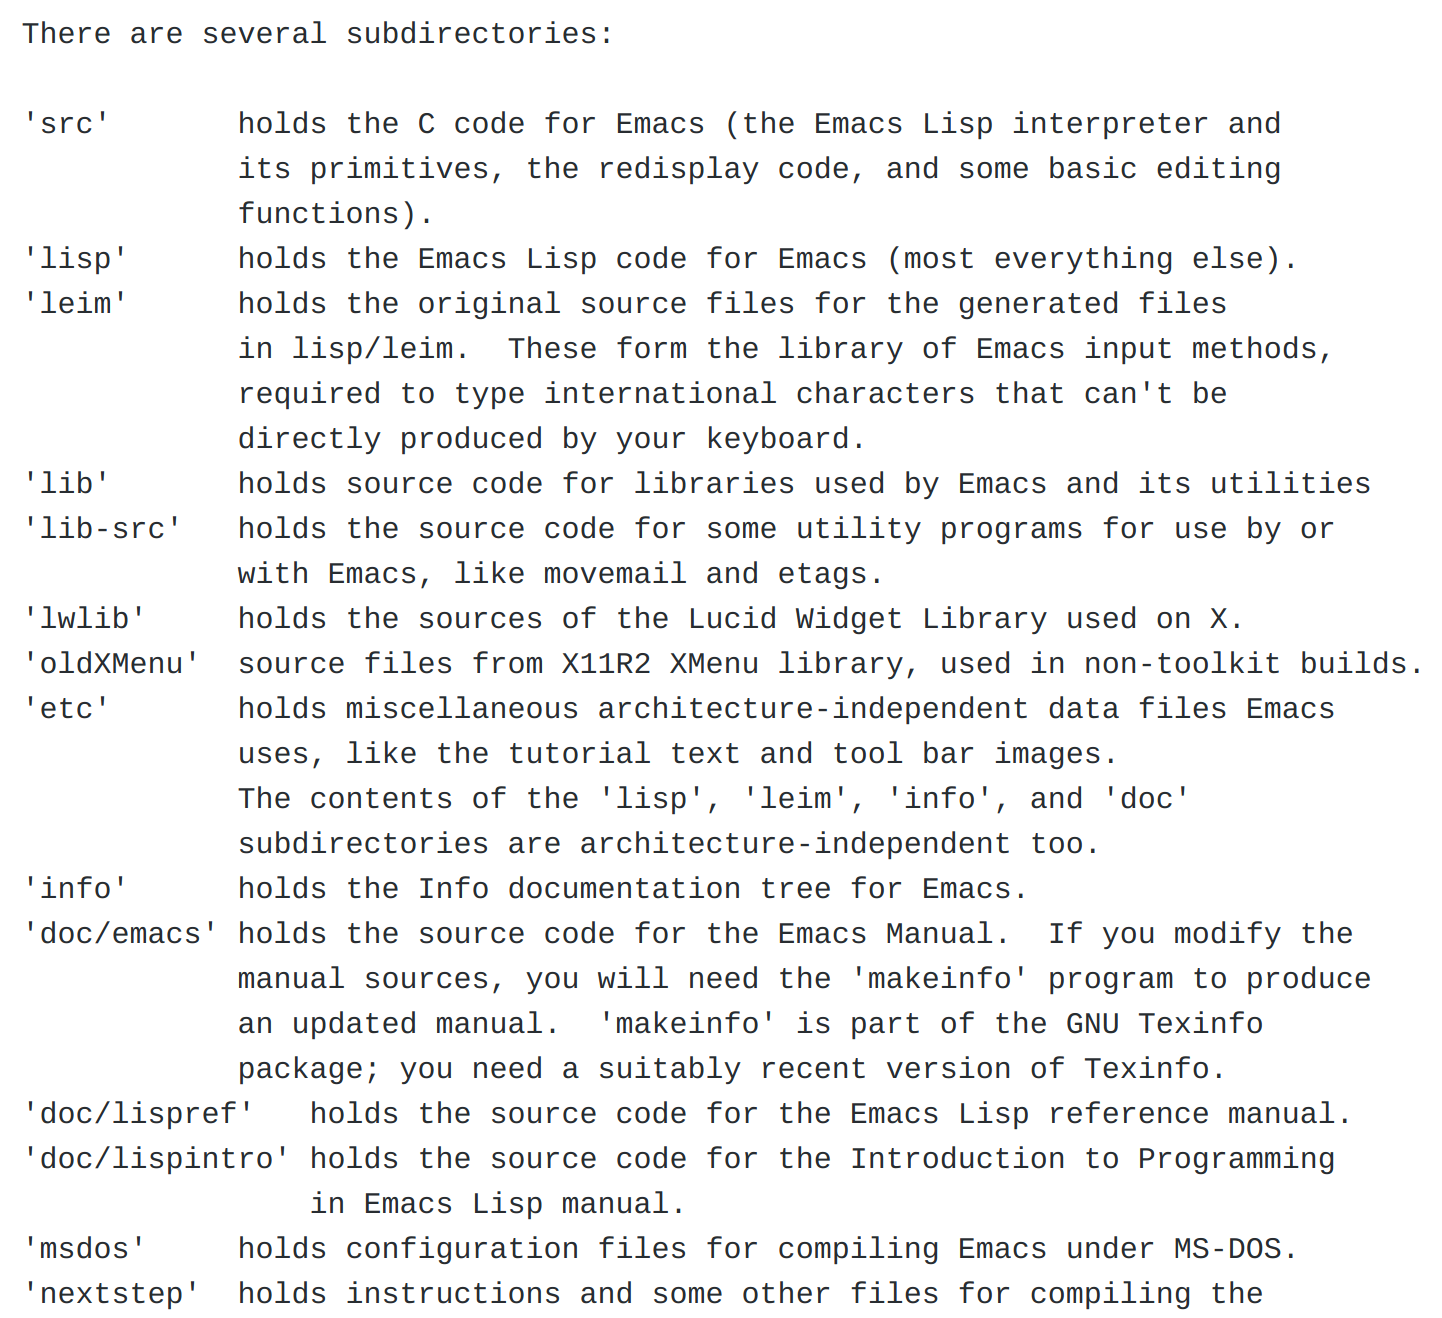 There are several subdirectories:

'src'       holds the C code for Emacs (the Emacs Lisp interpreter and
            its primitives, the redisplay code, and some basic editing
            functions).
'lisp'      holds the Emacs Lisp code for Emacs (most everything else).
'leim'      holds the original source files for the generated files
            in lisp/leim.  These form the library of Emacs input methods,
            required to type international characters that can't be
            directly produced by your keyboard.
'lib'       holds source code for libraries used by Emacs and its utilities
'lib-src'   holds the source code for some utility programs for use by or
            with Emacs, like movemail and etags.
'lwlib'     holds the sources of the Lucid Widget Library used on X.
'oldXMenu'  source files from X11R2 XMenu library, used in non-toolkit builds.
'etc'       holds miscellaneous architecture-independent data files Emacs
            uses, like the tutorial text and tool bar images.
            The contents of the 'lisp', 'leim', 'info', and 'doc'
            subdirectories are architecture-independent too.
'info'      holds the Info documentation tree for Emacs.
'doc/emacs' holds the source code for the Emacs Manual.  If you modify the
            manual sources, you will need the 'makeinfo' program to produce
            an updated manual.  'makeinfo' is part of the GNU Texinfo
            package; you need a suitably recent version of Texinfo.
'doc/lispref'   holds the source code for the Emacs Lisp reference manual.
'doc/lispintro' holds the source code for the Introduction to Programming
                in Emacs Lisp manual.
'msdos'     holds configuration files for compiling Emacs under MS-DOS.
'nextstep'  holds instructions and some other files for compiling the